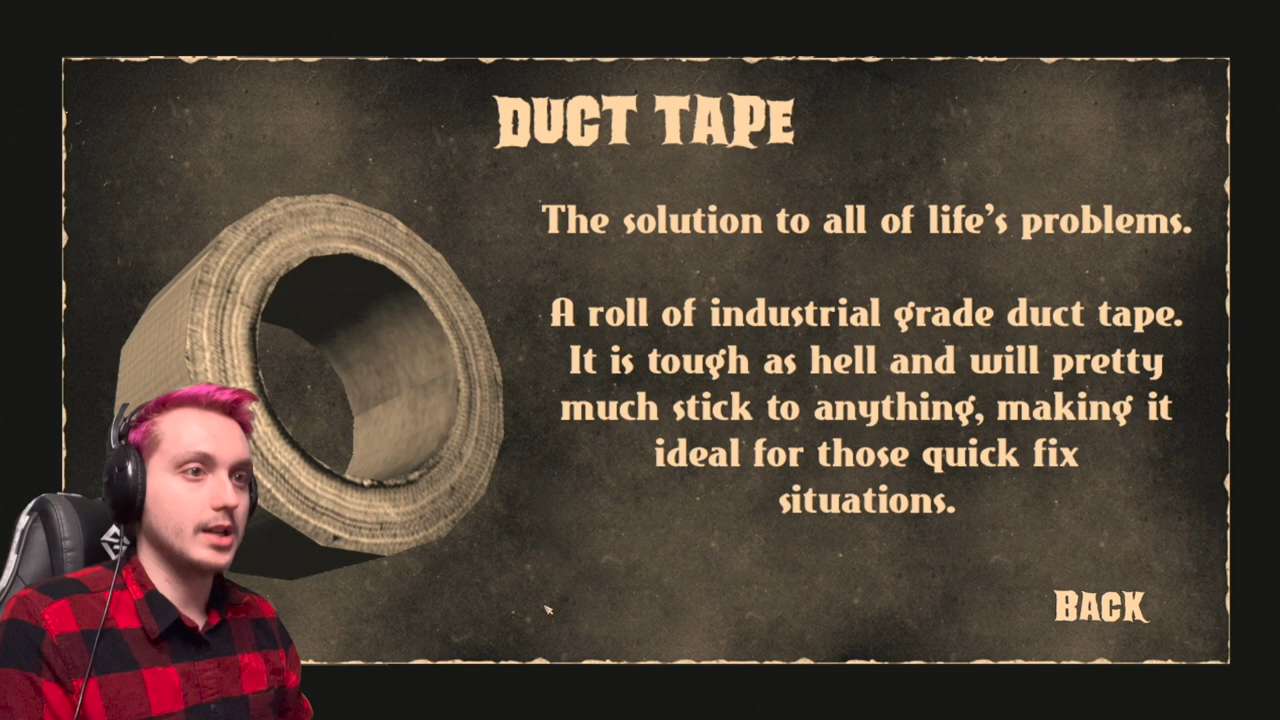 DUCT TAPE
The solution to all of life's problems.
A roll of industrial grade duct tape.
It is tough as hell and will pretty
much stick to anything, making it
ideal for those quick fix
situations.
BACK